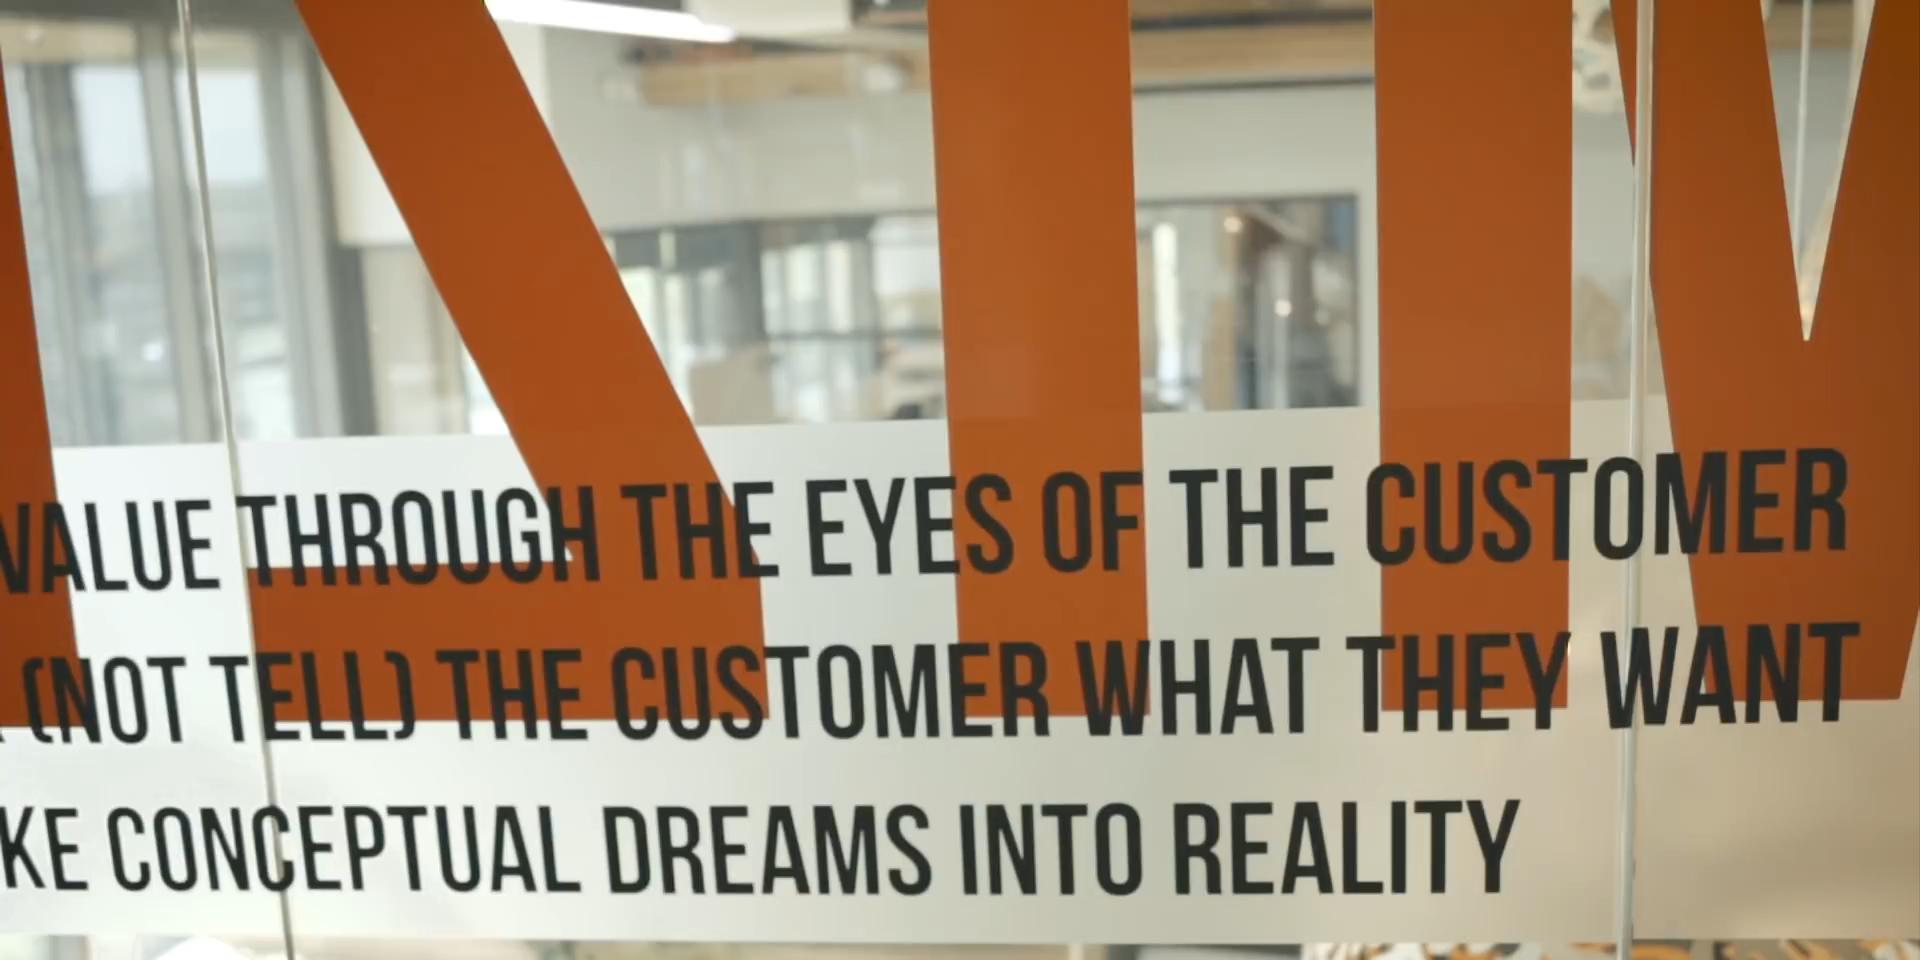 VALUE THROUGH THE EYES OF THE CUSTOMER
(NOT TELL) THE CUSTOMER WHAT THEY WANT
KE CONCEPTUAL DREAMS INTO REALITY